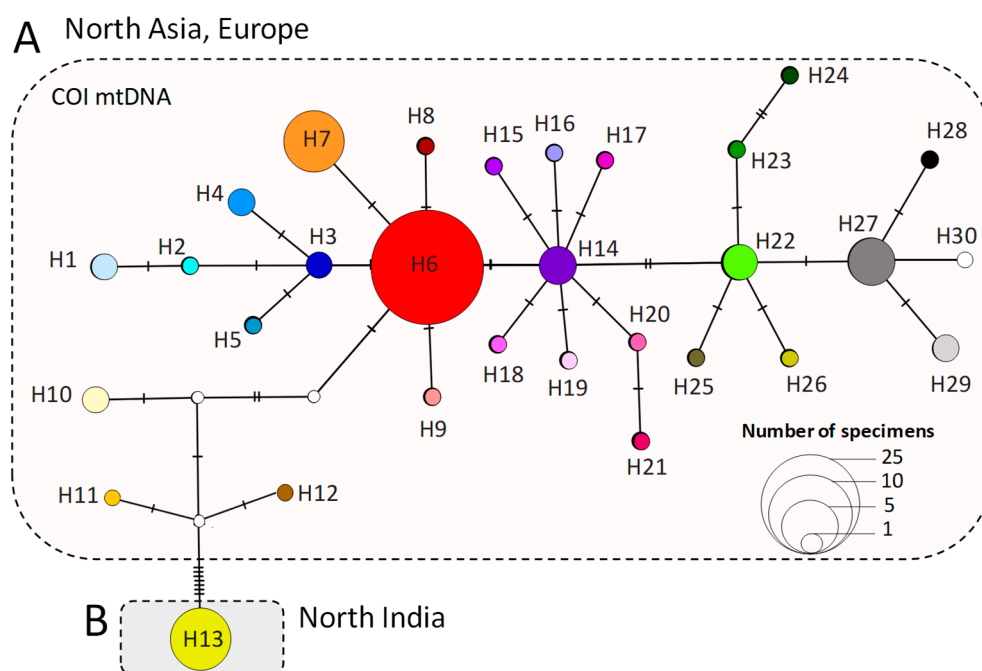 A North Asia, Europe
COI mtDNA
H24
H7
H8
H15
H16
H17
H23
H28
H4
H1
H2
H3
H6
H14
H22
H27
H30
H5
H20
H10
H18
H19
H25
H26
H29
H9
H21
Number of specimens
25
10
5
1
H11
H12
B North India
H13